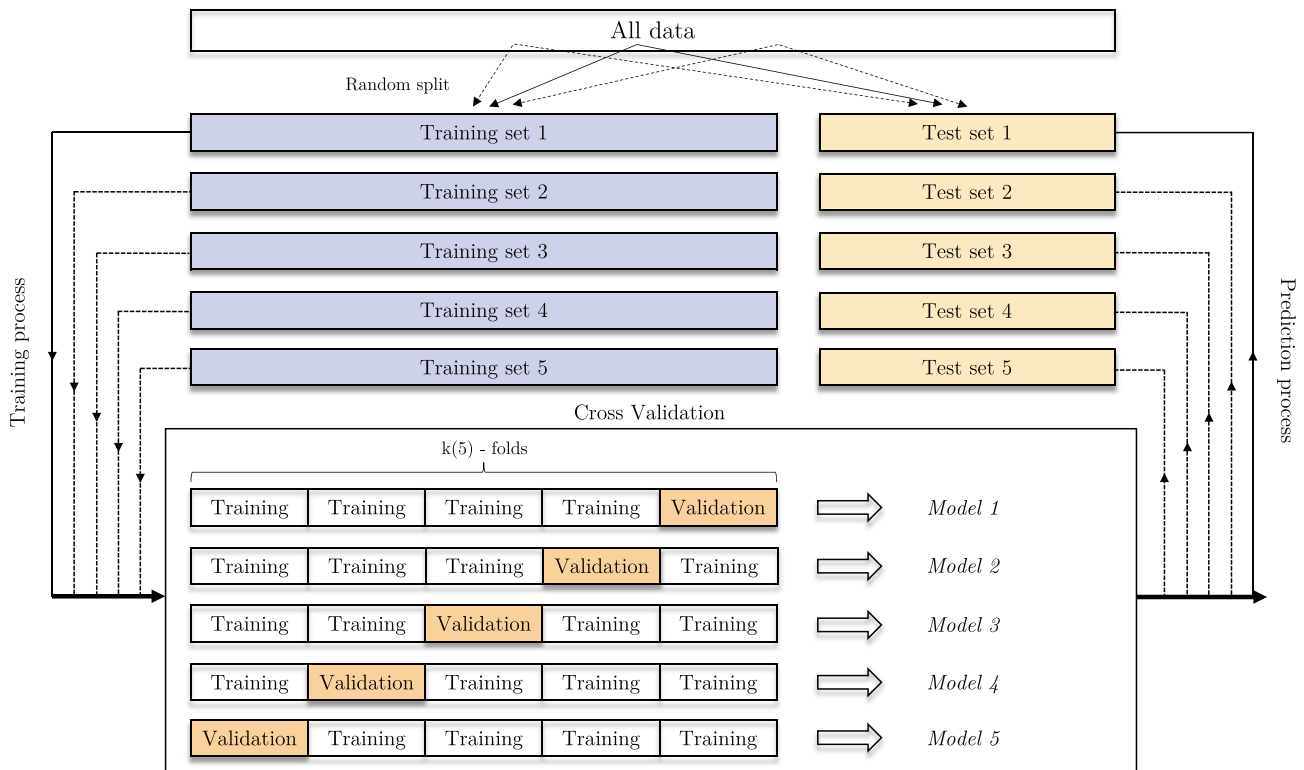 All data
Random split
Training set 1 Test set 1
Training set 2 Test set 2
Training set 3 Test set 3
Training set 4 Test set 4
Training set 5 Test set 5
Training process
Prediction process
Cross Validation
k(5) - folds
Training Training Training Training Validation Model 1
Training Training Training Validation Training Model 2
Training Training Validation Training Training Model 3
Training Validation Training Training Training Model 4
Validation Training Training Training Training Model 5